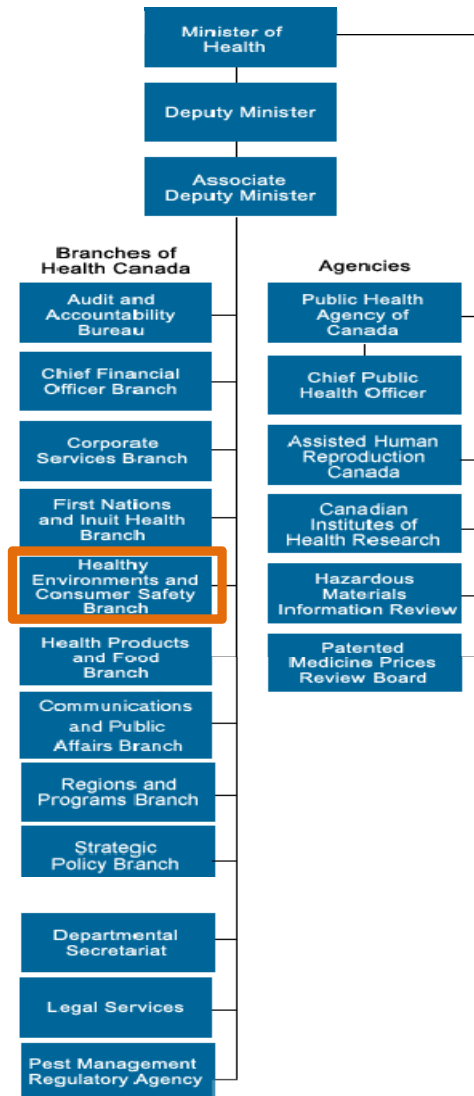 Minister of
Health
Deputy Minister
Associate
Deputy Minister
Branches of
Health Canada
Audit and
Accountability
Bureau
Chief Financial
Officer Branch
Corporate
Services Branch
First Nations
and Inuit Health
Branch
Healthy
Environments and
Consumer Safety
Branch
Health Products
and Food
Branch
Communications
and Public
Affairs Branch
Regions and
Programs Branch
Strategic
Policy Branch
Departmental
Secretariat
Legal Services
Pest Management
Regulatory Agency
Agencies
Public Health
Agency of
Canada
Chief Public
Health Officer
Assisted Human
Reproduction
Canada
Canadian
Institutes of
Health Research
Hazardous
Materials
Information Review
Patented
Medicine Prices
Review Board